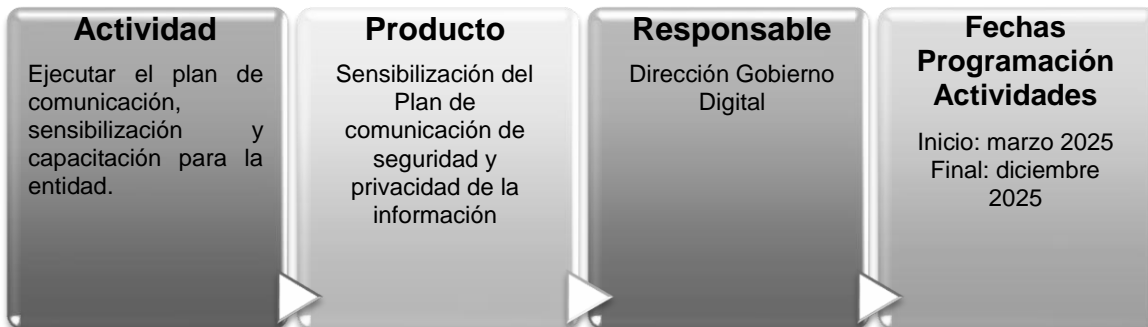 Actividad
Ejecutar el plan de
comunicación,
sensibilización y
capacitación para la
entidad.
Producto
Sensibilización del
Plan de
comunicación de
seguridad y
privacidad de la
información
Responsable
Dirección Gobierno
Digital
Fechas
Programación
Actividades
Inicio: marzo 2025
Final: diciembre
2025